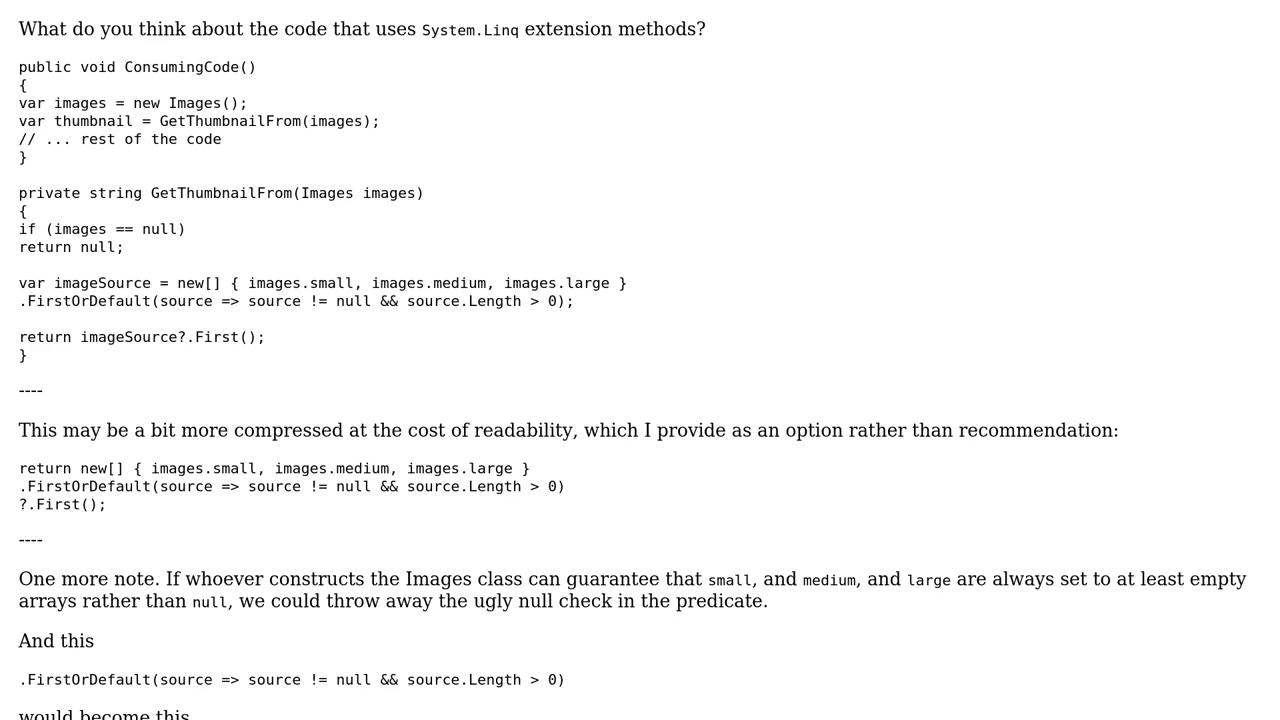 What do you think about the code that uses System.Linq extension methods?
public void ConsumingCode()
{
var images = new Images();
var thumbnail = GetThumbnailFrom(images);
// ... rest of the code
}
private string GetThumbnailFrom(Images images)
{
if (images == null)
return null;
var imageSource = new[] { images.small, images.medium, images.large }
.FirstOrDefault(source => source != null && source.Length > 0);
return imageSource?.First();
}
----
This may be a bit more compressed at the cost of readability, which I provide as an option rather than recommendation:
return new[] { images.small, images.medium, images.large }
.FirstOrDefault(source => source != null && source.Length > 0)
?.First();
----
One more note. If whoever constructs the Images class can guarantee that small, and medium, and large are always set to at least empty
arrays rather than null, we could throw away the ugly null check in the predicate.
And this
.FirstOrDefault(source => source != null && source.Length > 0)
would become this